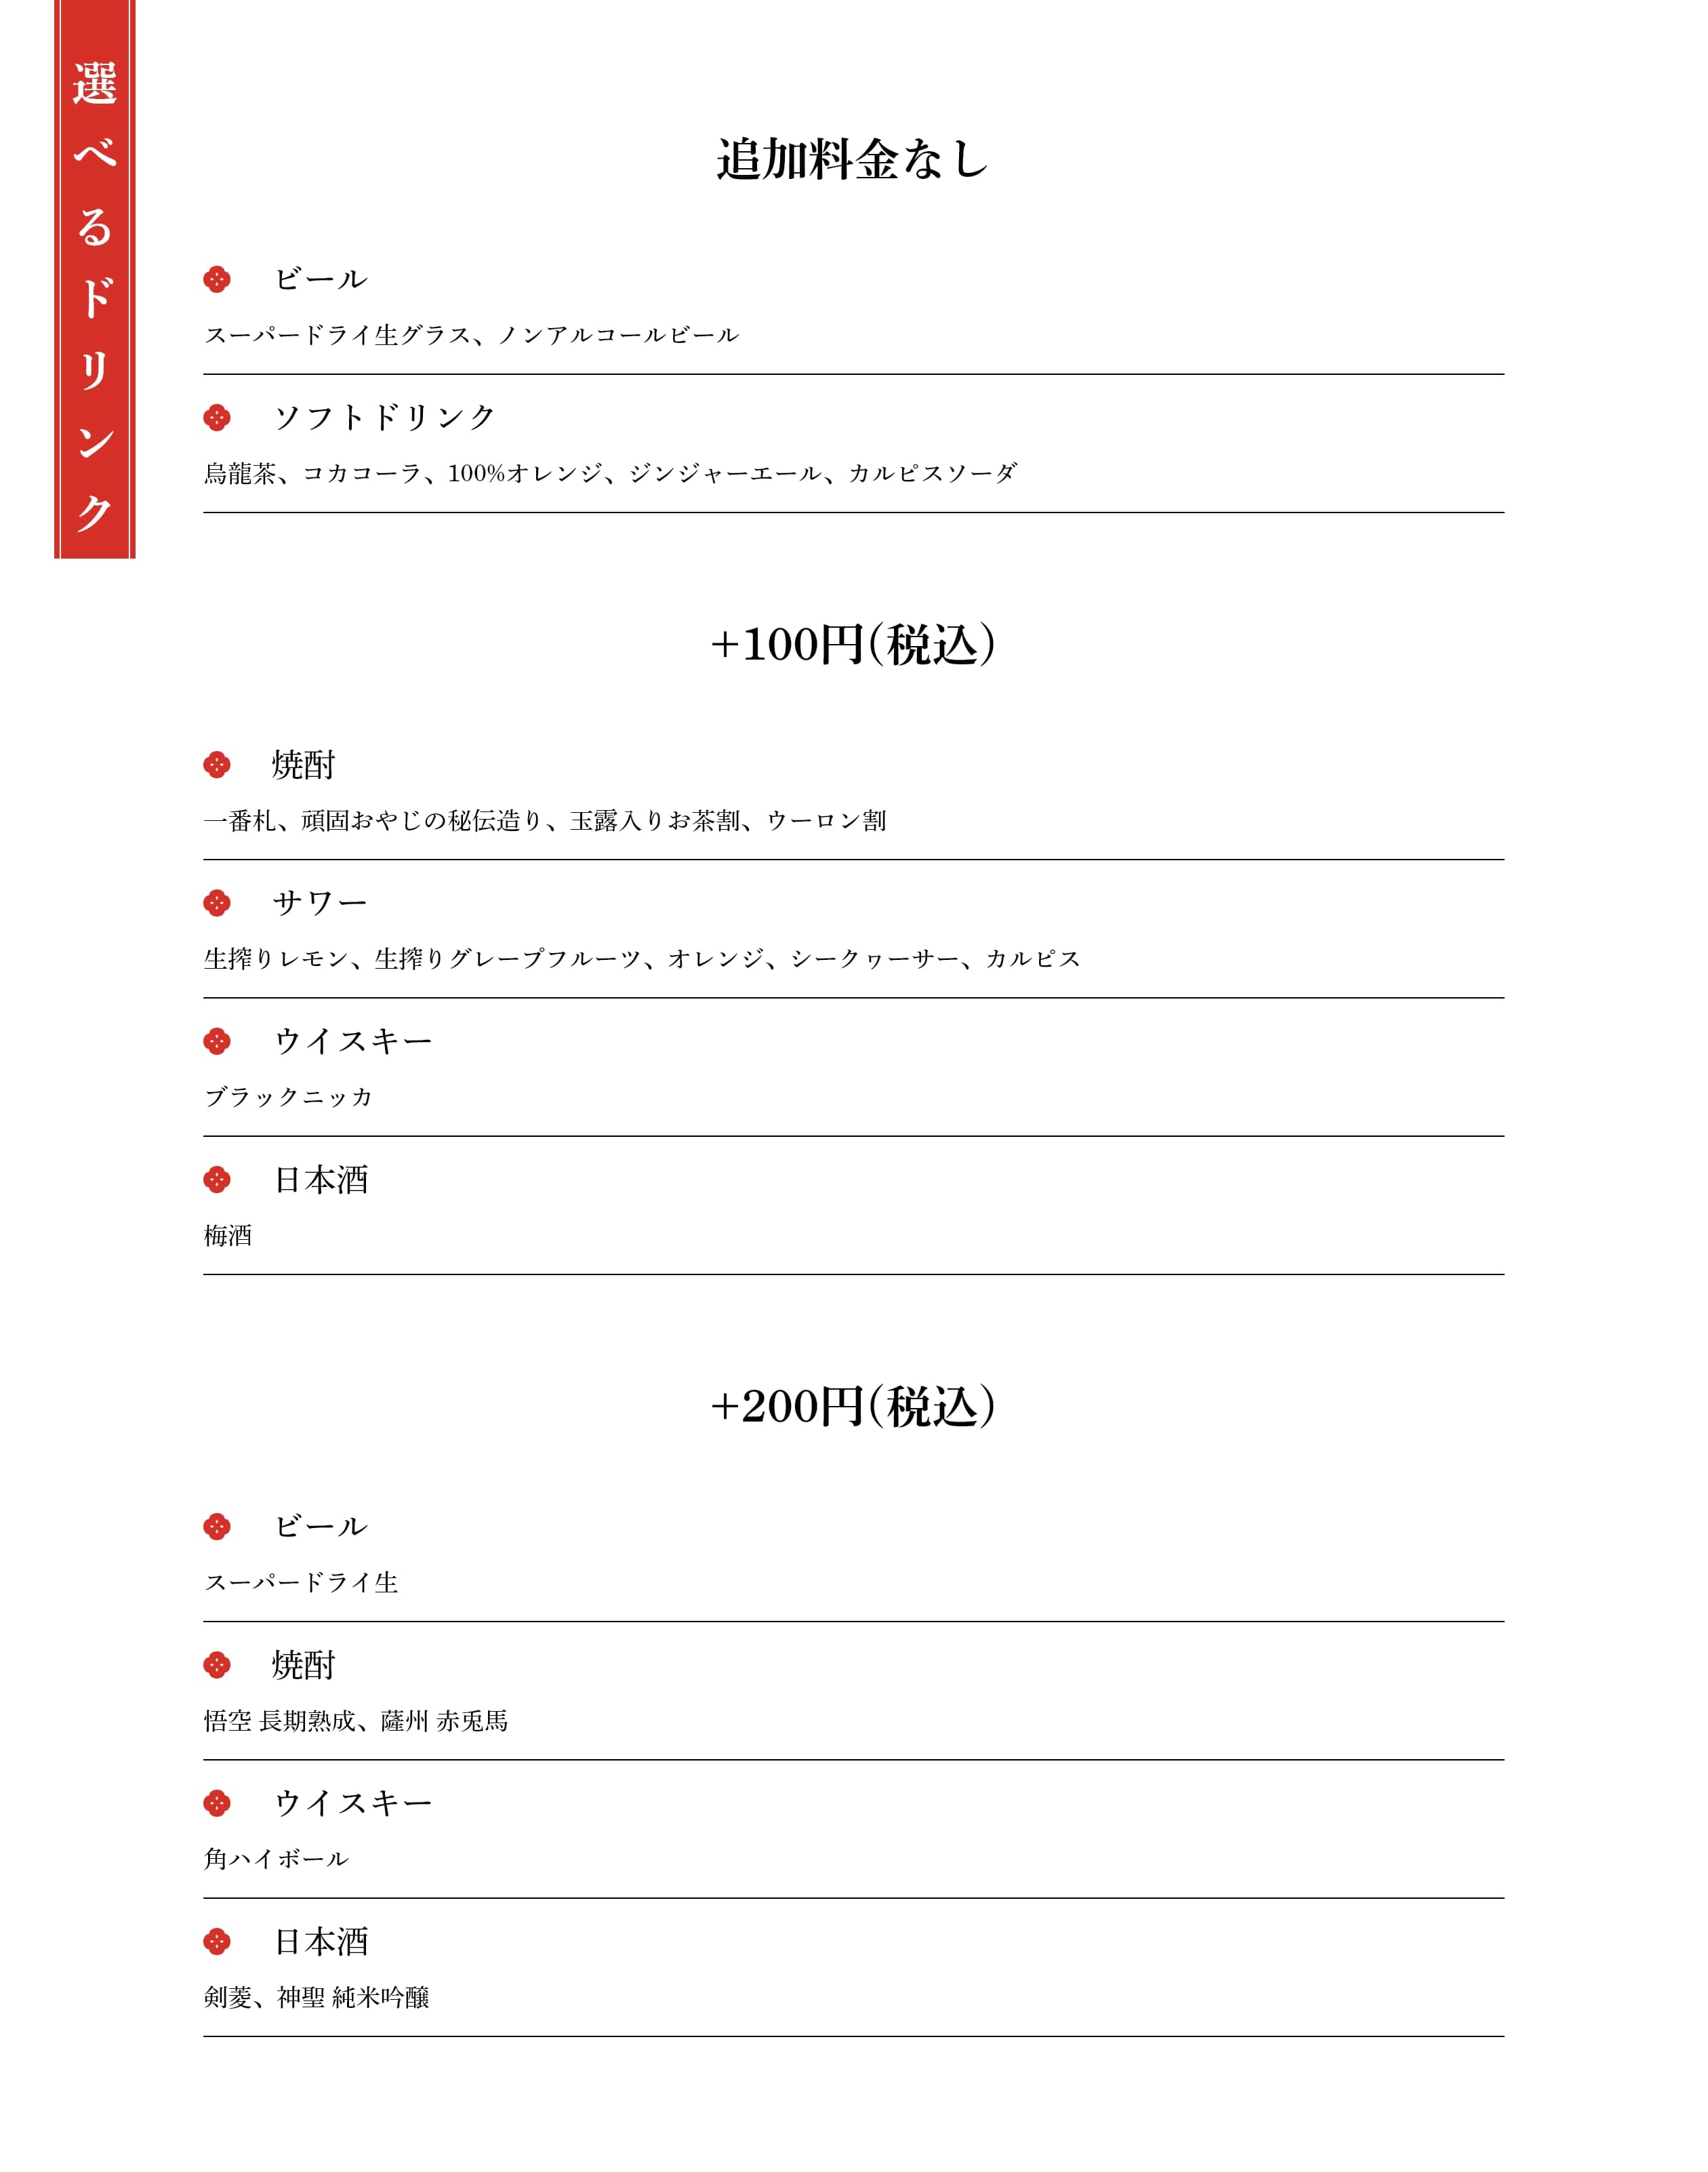 選べるドリンク
追加料金なし
ビール
スーパードライ生グラス、ノンアルコールビール
ソフトドリンク
烏龍茶、コカコーラ、100%オレンジ、ジンジャーエール、カルピスソーダ
+100円(税込)
焼酎
一番札、頑固おやじの秘伝造り、玉露入りお茶割、ウーロン割
サワー
生搾りレモン、生搾りグレープフルーツ、オレンジ、シークヮーサー、カルピス
ウイスキー
ブラックニッカ
日本酒
梅酒
+200円(税込)
ビール
スーパードライ生
焼酎
悟空 長期熟成、薩州 赤兎馬
ウイスキー
角ハイボール
日本酒
剣菱、神聖 純米吟醸